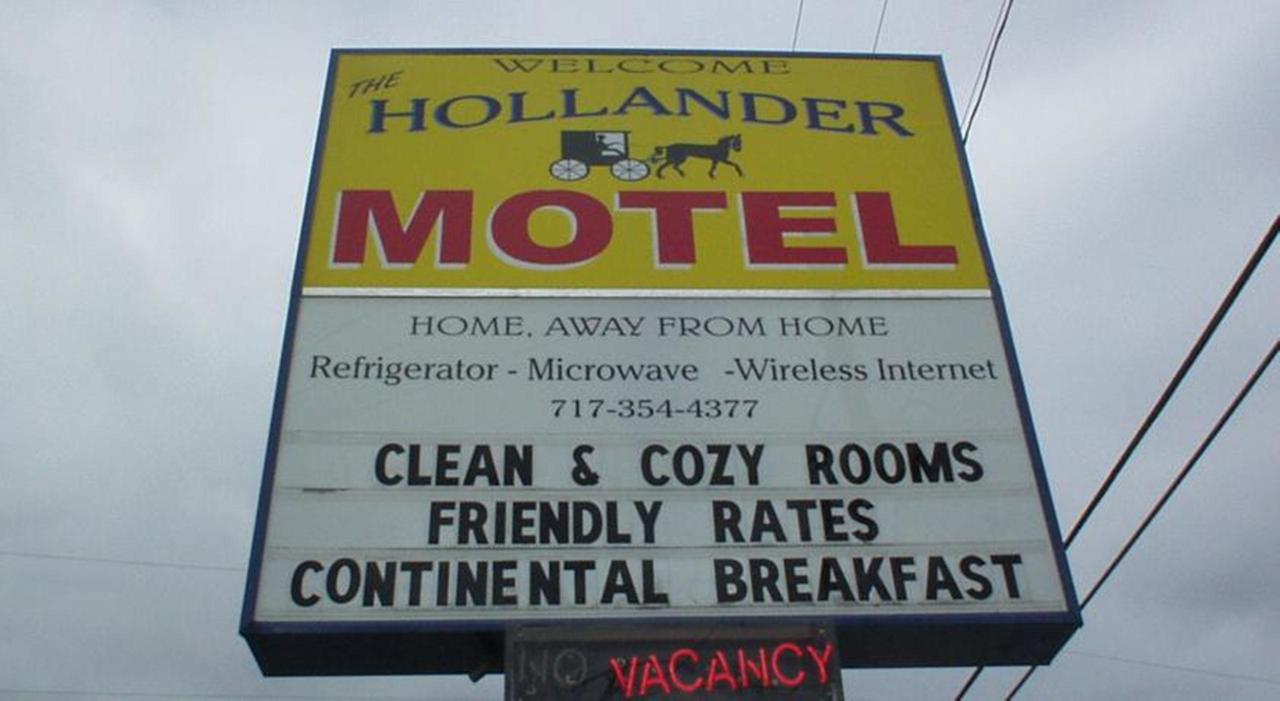 WELCOME
THE
HOLLANDER
MOTEL
HOME, AWAY FROM HOME
Refrigerator - Microwave -Wireless Internet
717-354-4377
CLEAN & COZY ROOMS
FRIENDLY RATES
CONTINENTAL BREAKFAST
NO VACANCY